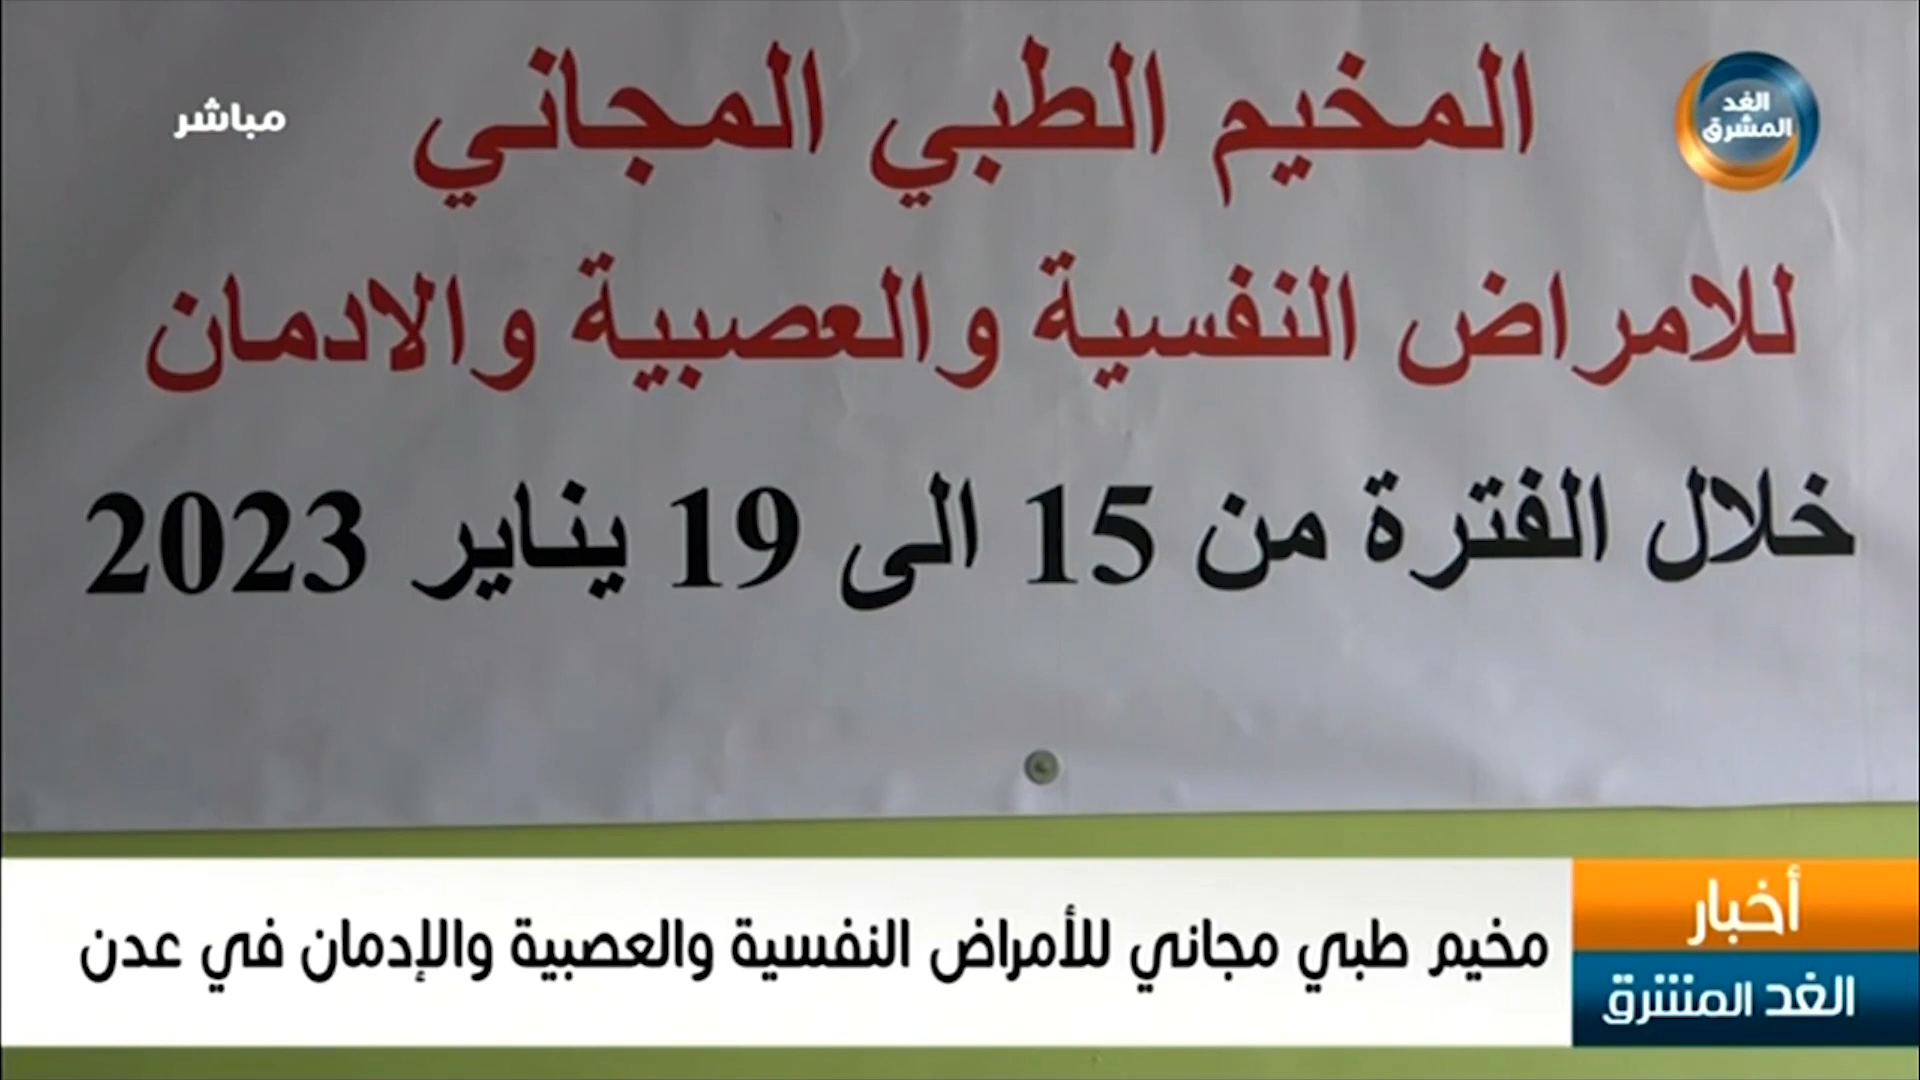 المخيم الطبي المجاني
الغد
المشرق
مباشر
للامراض النفسية والعصبية والادمان
خلال الفترة من 15 الى 19 يناير 2023
أخبار
الغد المشرق
مخيم طبي مجاني للأمراض النفسية والعصبية والإدمان في عدن